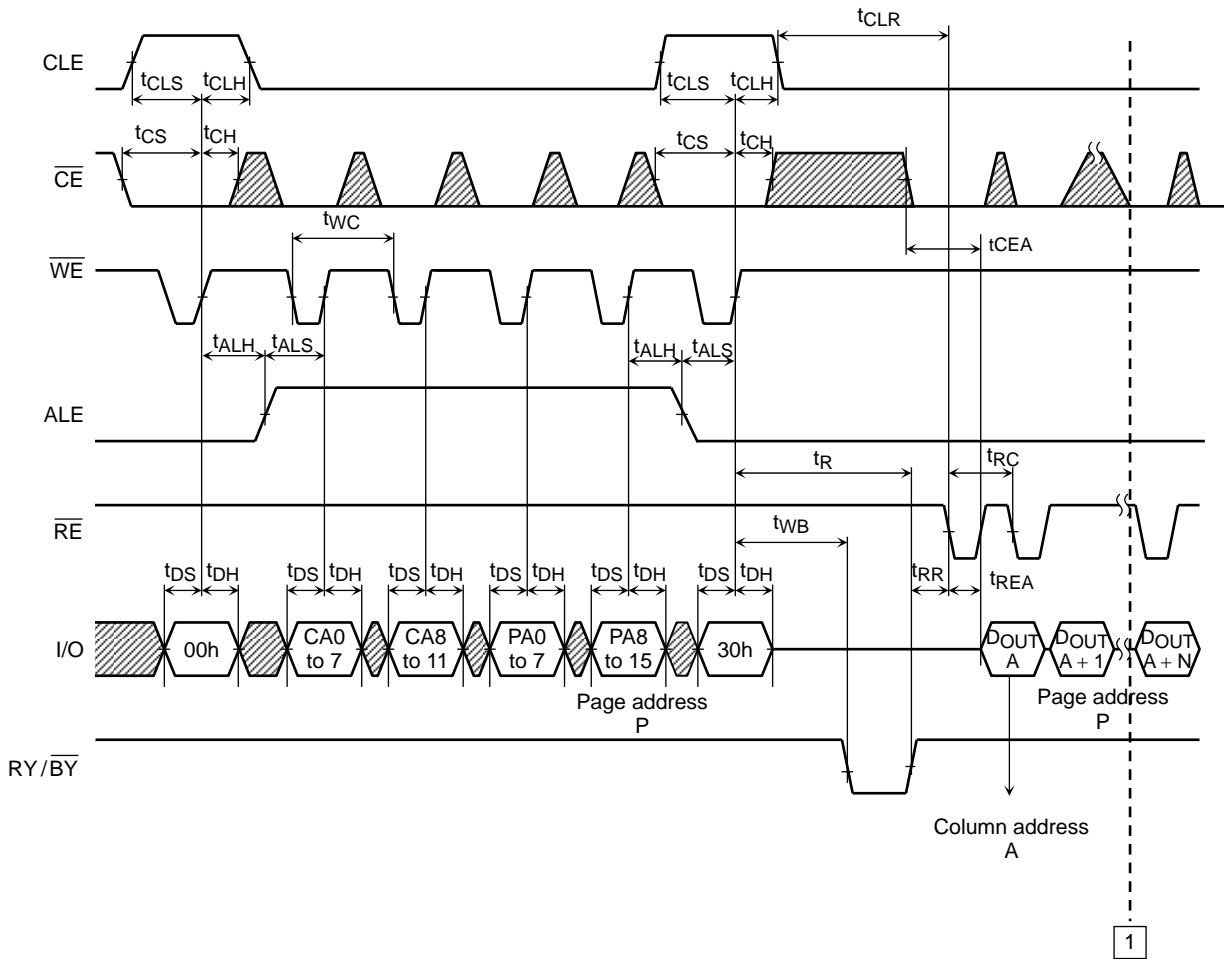 tCLR
CLE
tCLS tCLH tCLS tCLH
tCS tCH tCS tCH
CE
tWC
tCEA
WE
tALH tALS tALH tALS
ALE
tR tRC
RE
tWB
tDS tDH tDS tDH tDS tDH tDS tDH tDS tDH tDS tDH tRR tREA
I/O
00h
CA0
to 7
CA8
to 11
PA0
to 7
PA8
to 15
30h
DOUT
A
DOUT
A + 1
DOUT
A + N
Page address
P
Page address
P
RY/BY
Column address
A
1